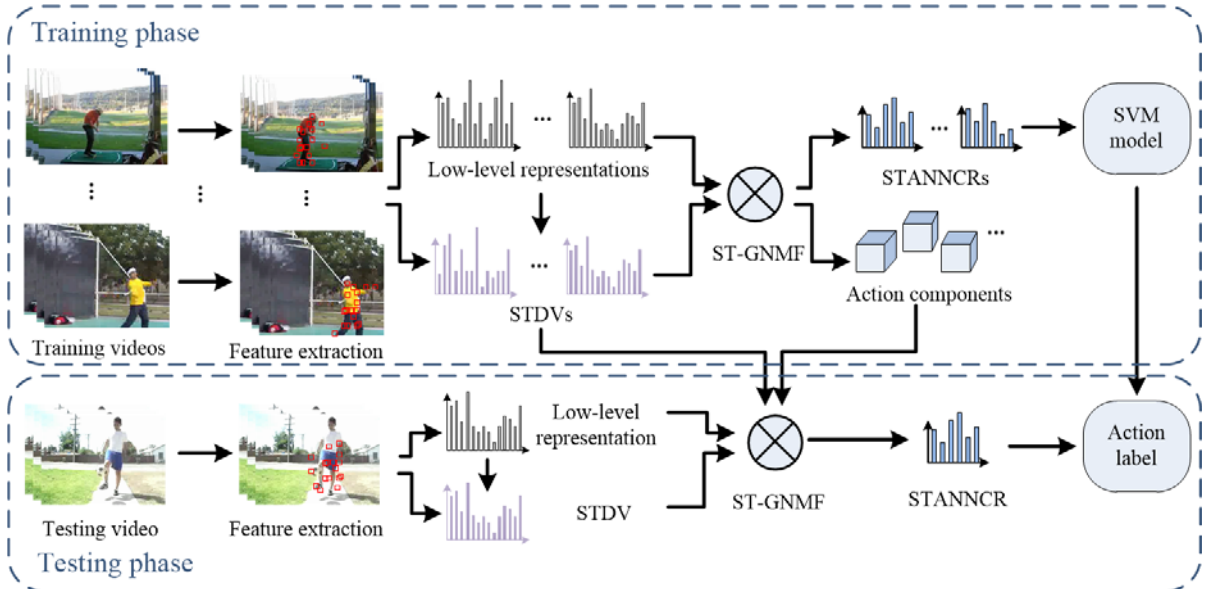 Training phase
Low-level representations
STDVs
ST-GNMF
STANNCRs
Action components
SVM
model
Training videos
Feature extraction
Low-level
representation
STDV
ST-GNMF
STANNCR
Action
label
Testing video
Feature extraction
Testing phase